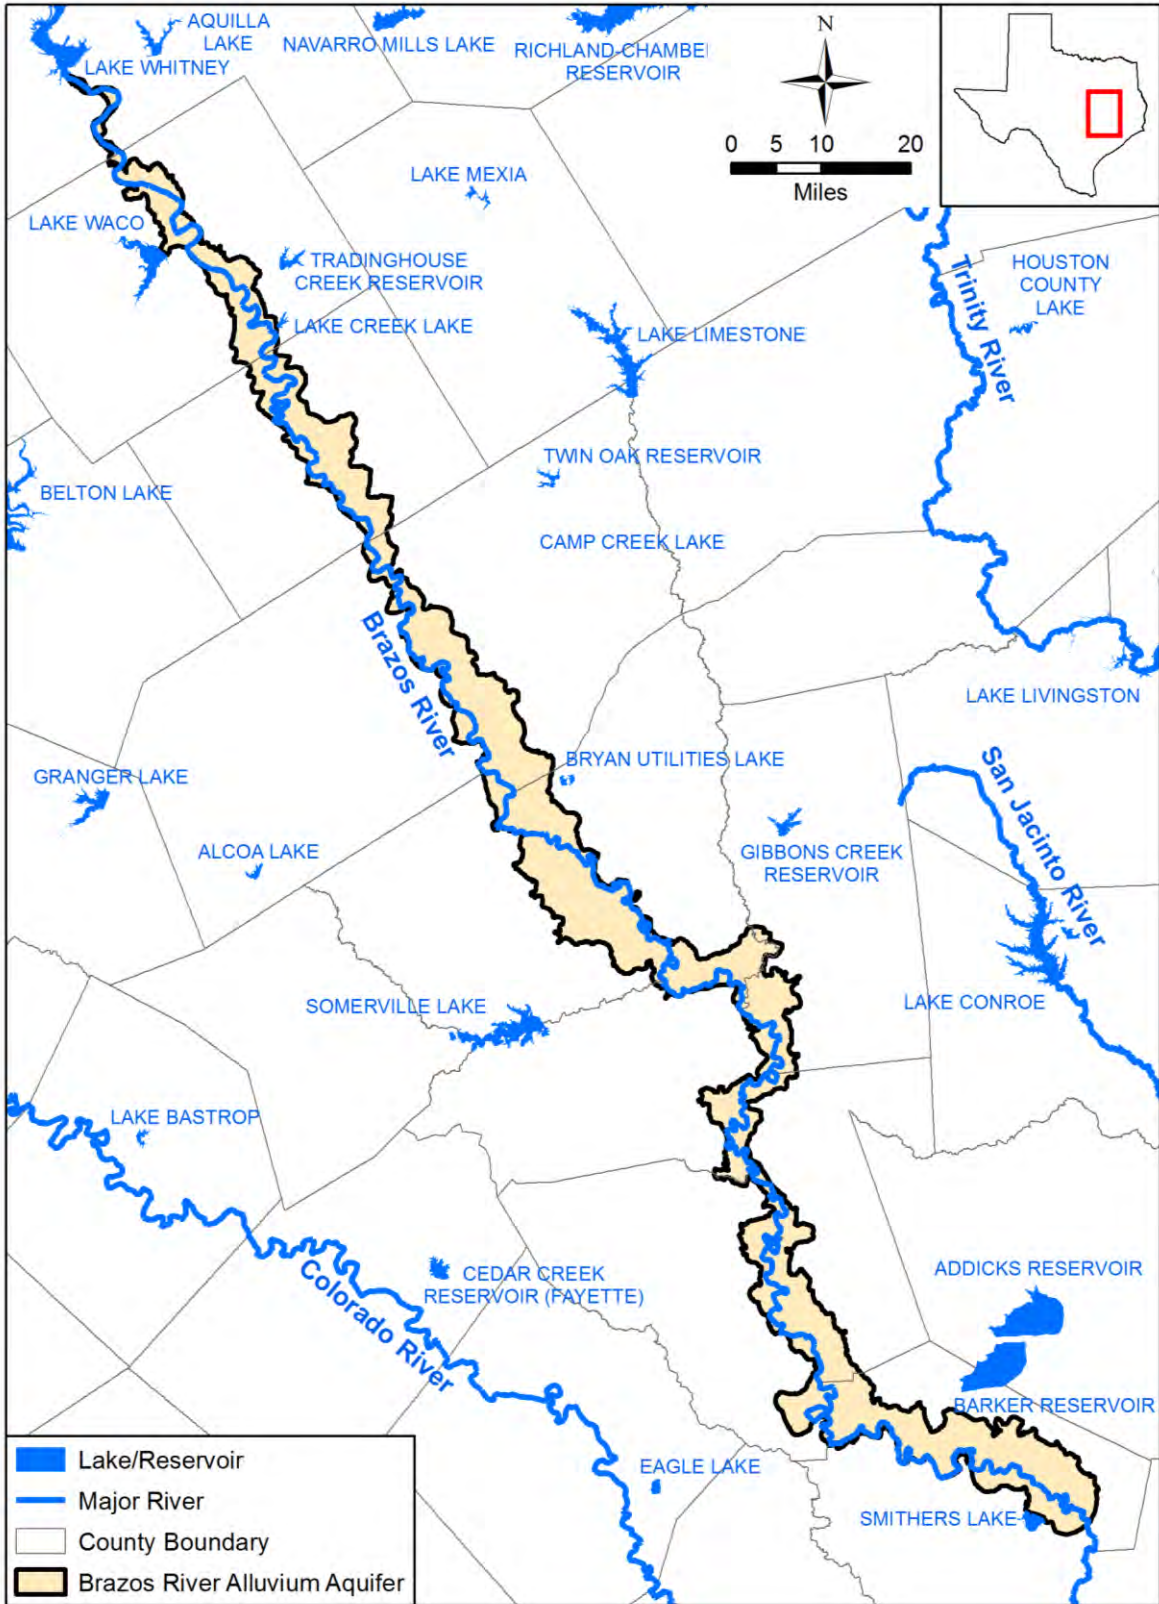 AQUILLA
LAKE
NAVARRO MILLS LAKE
RICHLAND-CHAMBE
RESERVOIR
LAKE WHITNEY
N
0 5 10 20
Miles
LAKE MEXIA
LAKE WACO
TRADINGHOUSE
CREEK RESERVOIR
LAKE CREEK LAKE
LAKE LIMESTONE
Trinity River
HOUSTON
COUNTY
LAKE
BELTON LAKE
TWIN OAK RESERVOIR
CAMP CREEK LAKE
Brazos River
LAKE LIVINGSTON
GRANGER LAKE
BRYAN UTILITIES LAKE
San Jacinto River
ALCOA LAKE
GIBBONS CREEK
RESERVOIR
SOMERVILLE LAKE
LAKE CONROE
LAKE BASTROP
Colorado River
CEDAR CREEK
RESERVOIR (FAYETTE)
ADDICKS RESERVOIR
BARKER RESERVOIR
EAGLE LAKE
SMITHERS LAKE
Lake/Reservoir
Major River
County Boundary
Brazos River Alluvium Aquifer